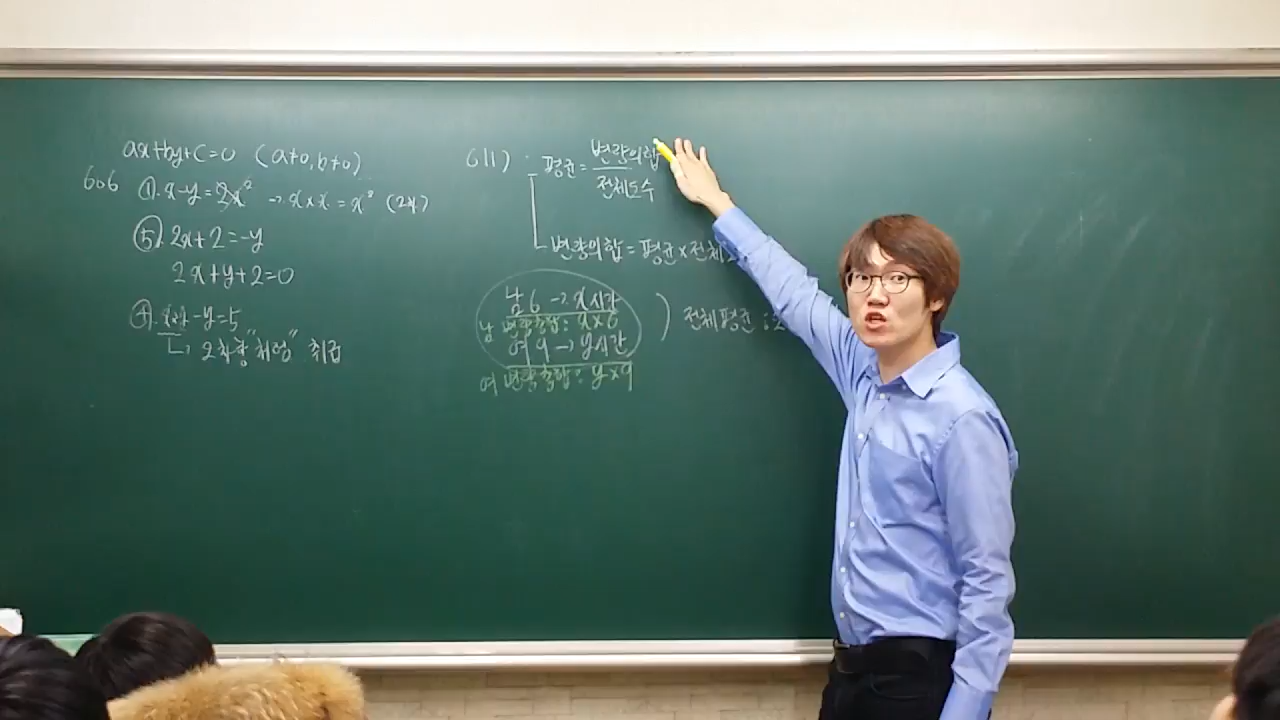 ax+by+c=0 (a≠0, b≠0)
606 ①. x-y=2x² → x×x=x² (2차)
⑤. 2x+2=-y
2x+y+2=0
④. -y=5
↳ 2차항 "처럼" 취급
611) 평균=변량의합/전체도수
변량의합=평균×전체
남 6 → x시간
남 변량총합: x×6
여 9 → y시간
여 변량총합: y×9
전체평균: 2